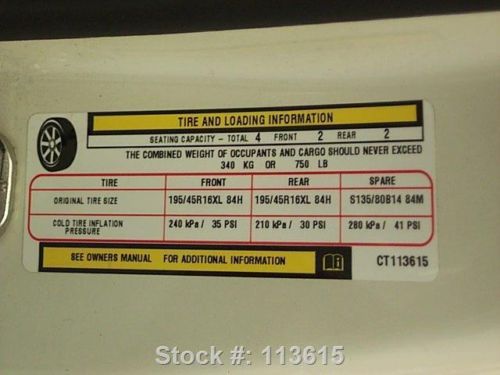 TIRE AND LOADING INFORMATION
SEATING CAPACITY - TOTAL 4 FRONT 2 REAR 2
THE COMBINED WEIGHT OF OCCUPANTS AND CARGO SHOULD NEVER EXCEED
340 KG OR 750 LB
TIRE FRONT REAR SPARE
ORIGINAL TIRE SIZE 195/45R16XL 84H 195/45R16XL 84H S135/80B14 84M
COLD TIRE INFLATION PRESSURE 240 kPa / 35 PSI 210 kPa / 30 PSI 280 kPa / 41 PSI
SEE OWNERS MANUAL FOR ADDITIONAL INFORMATION CT113615
Stock #: 113615